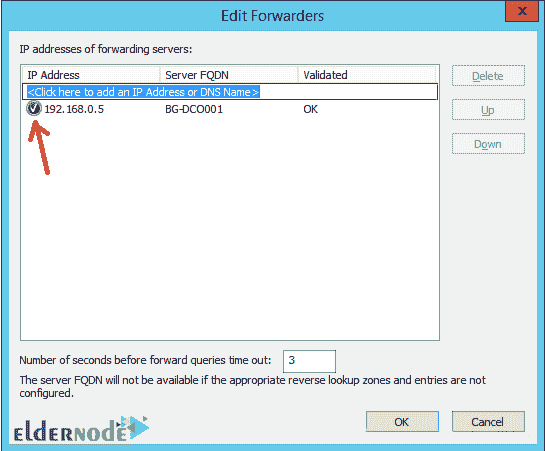 Edit Forwarders
x
IP addresses of forwarding servers:
IP Address Server FQDN Validated
<Click here to add an IP Address or DNS Name>
192.168.0.5 BG-DCO001 OK
Delete
Up
Down
Number of seconds before forward queries time out: 3
The server FQDN will not be available if the appropriate reverse lookup zones and entries are not
configured.
elderNode
OK Cancel